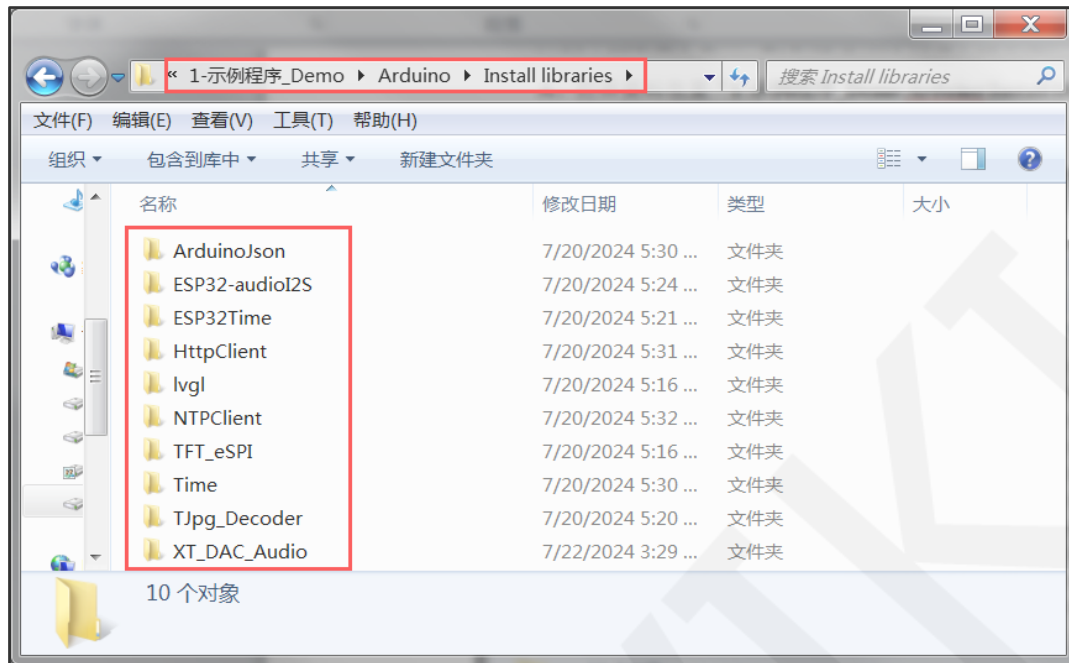 « 1-示例程序_Demo ▸ Arduino ▸ Install libraries ▸ 搜索 Install libraries
文件(F) 编辑(E) 查看(V) 工具(T) 帮助(H)
组织 包含到库中 共享 新建文件夹
名称 修改日期 类型 大小
ArduinoJson 7/20/2024 5:30 ... 文件夹
ESP32-audioI2S 7/20/2024 5:24 ... 文件夹
ESP32Time 7/20/2024 5:21 ... 文件夹
HttpClient 7/20/2024 5:31 ... 文件夹
lvgl 7/20/2024 5:16 ... 文件夹
NTPClient 7/20/2024 5:32 ... 文件夹
TFT_eSPI 7/20/2024 5:16 ... 文件夹
Time 7/20/2024 5:30 ... 文件夹
TJpg_Decoder 7/20/2024 5:20 ... 文件夹
XT_DAC_Audio 7/22/2024 3:29 ... 文件夹
10 个对象